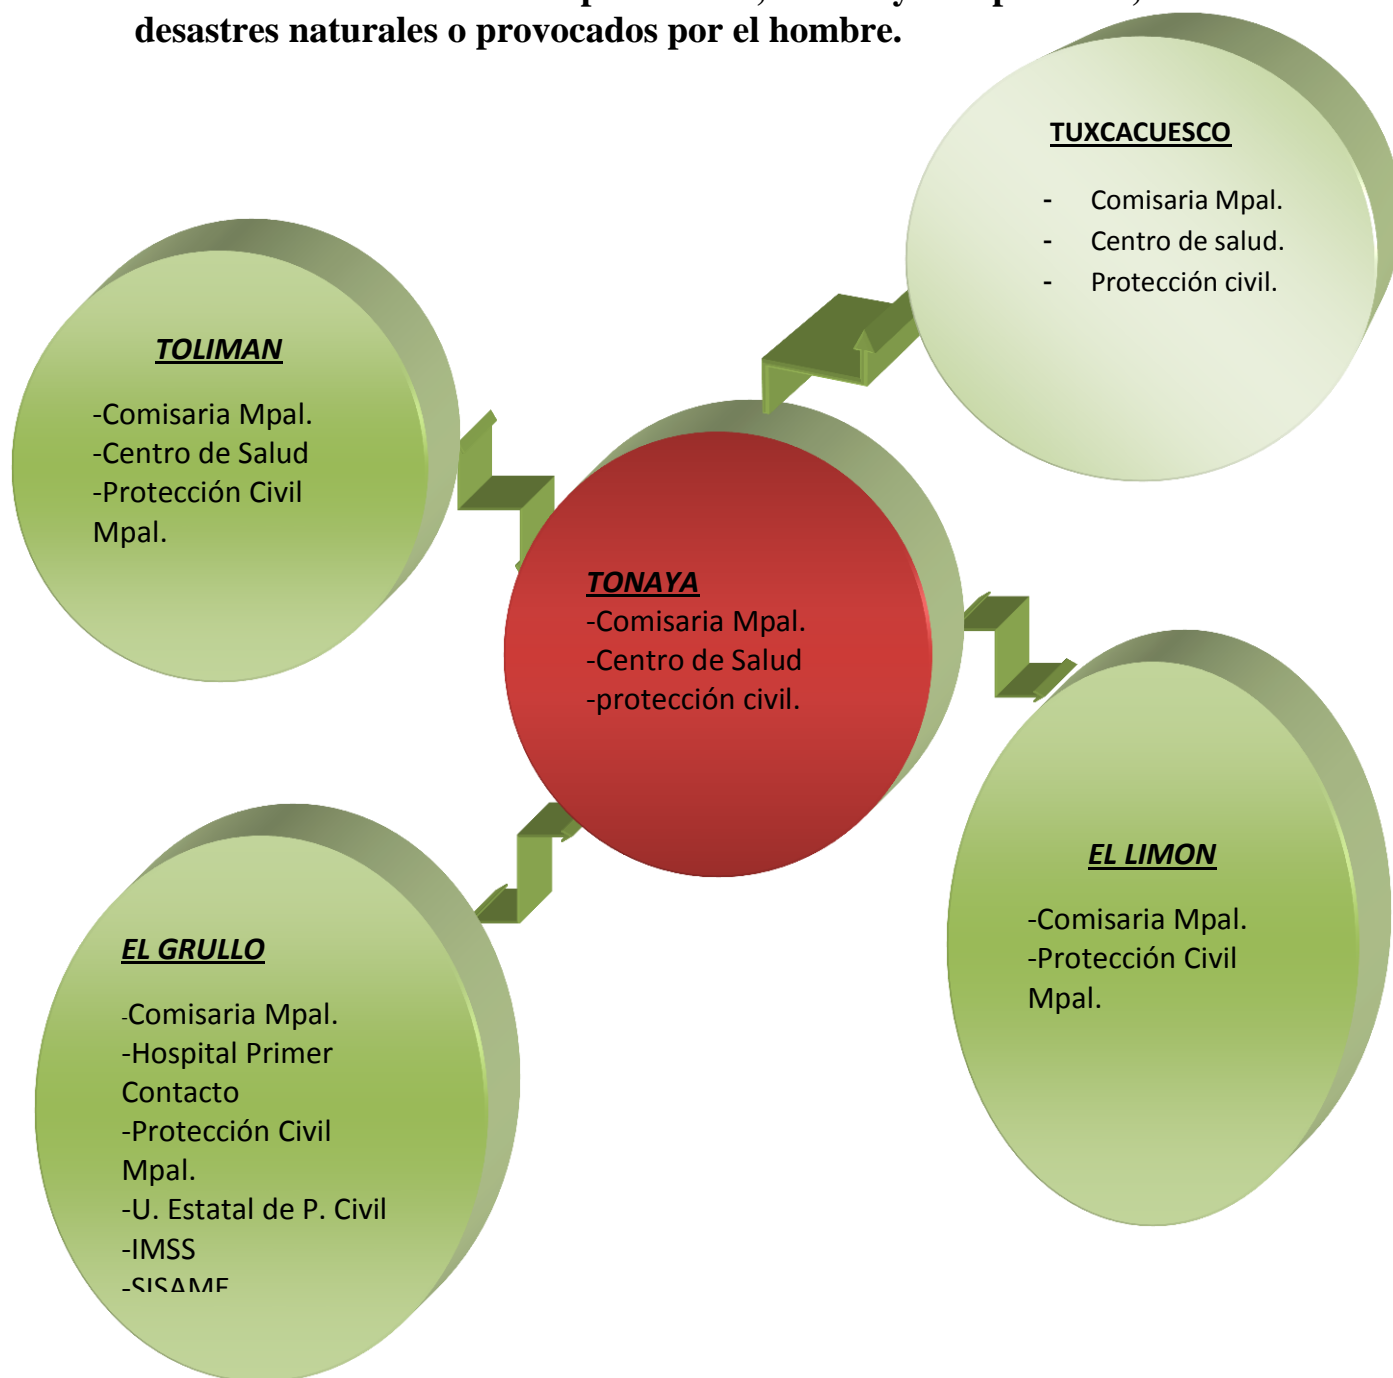 desastres naturales o provocados por el hombre.
TUXCACUESCO
- Comisaria Mpal.
- Centro de salud.
- Protección civil.
TOLIMAN
-Comisaria Mpal.
-Centro de Salud
-Protección Civil
Mpal.
TONAYA
-Comisaria Mpal.
-Centro de Salud
-protección civil.
EL LIMON
-Comisaria Mpal.
-Protección Civil
Mpal.
EL GRULLO
-Comisaria Mpal.
-Hospital Primer
Contacto
-Protección Civil
Mpal.
-U. Estatal de P. Civil
-IMSS
-SISAME